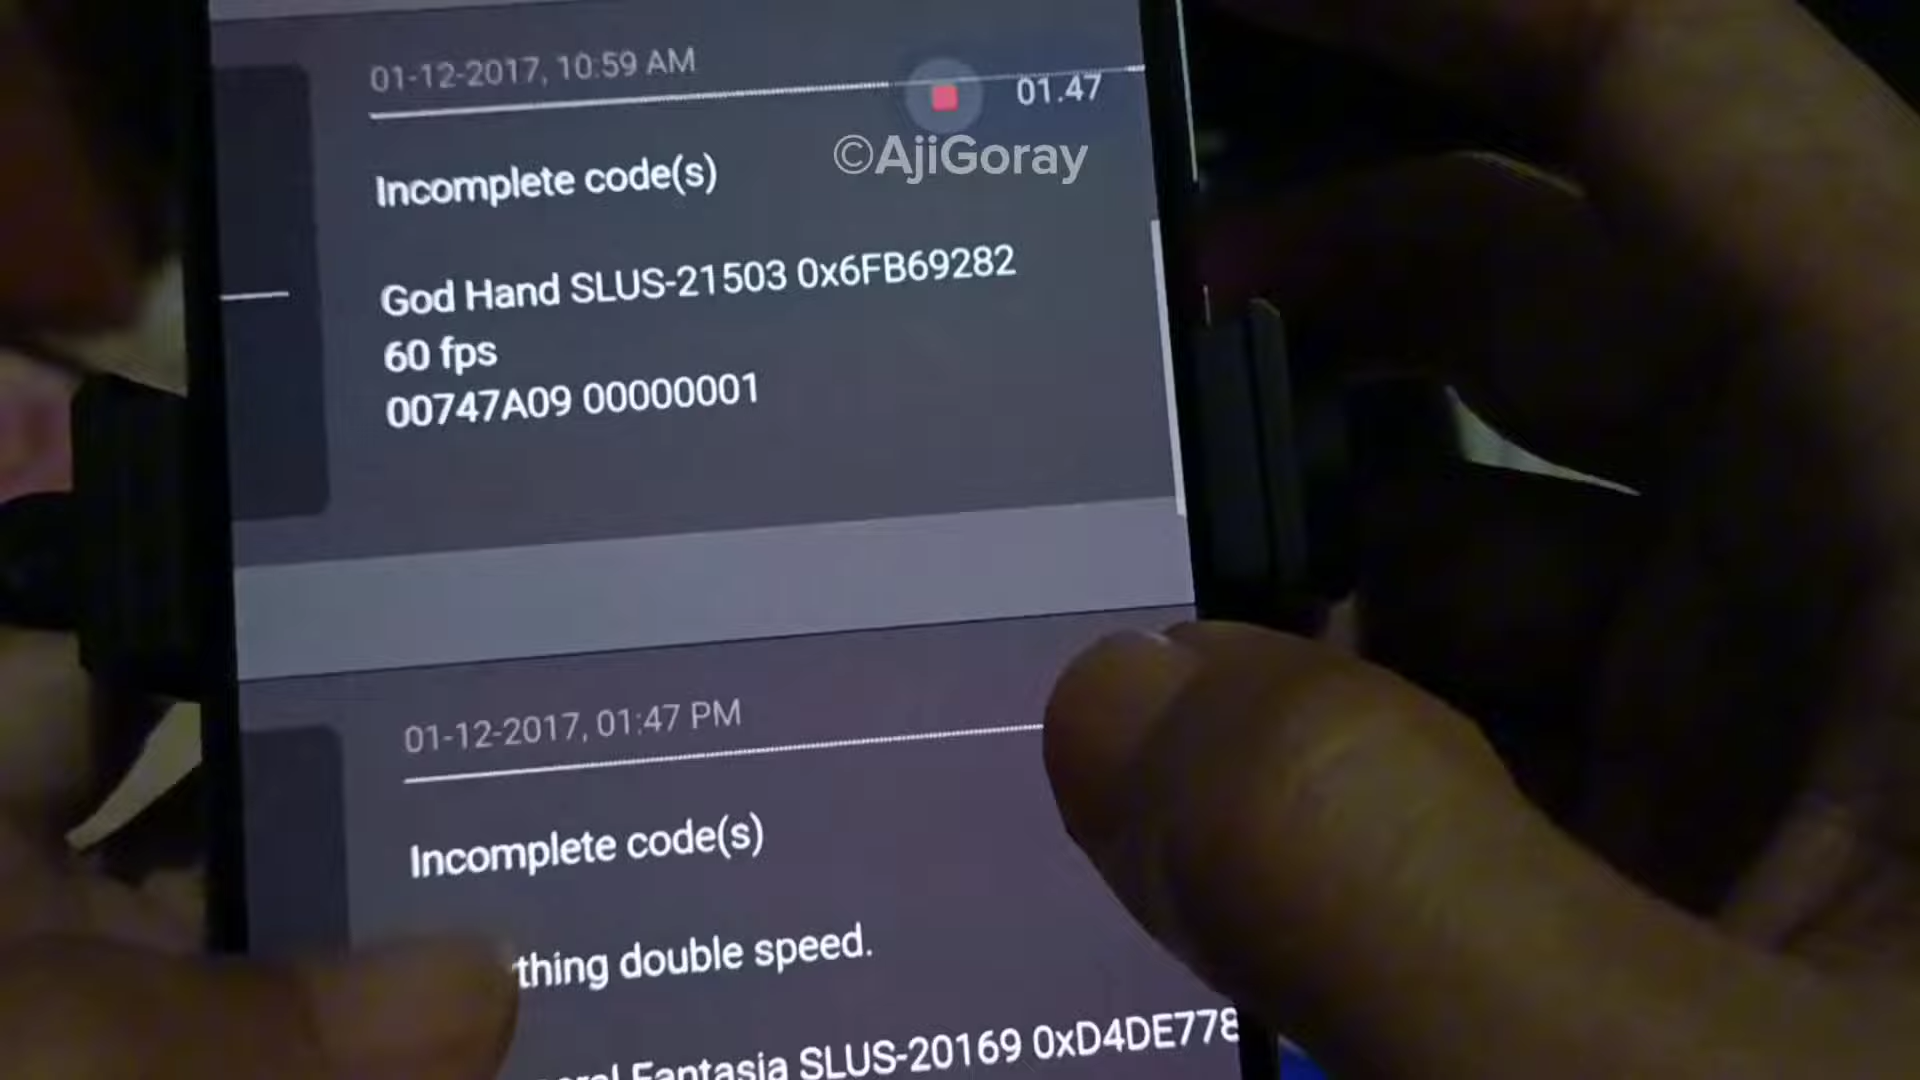 01-12-2017, 10:59 AM
01.47
©AjiGoray
Incomplete code(s)
God Hand SLUS-21503 0x6FB69282
60 fps
00747A09 00000001
01-12-2017, 01:47 PM
Incomplete code(s)
thing double speed.
Fantasia SLUS-20169 0xD4DE778